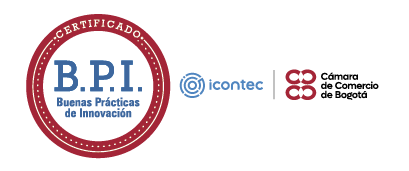 CERTIFICADO
B.P.I.
Buenas Prácticas
de Innovación
icontec
Cámara
de Comercio
de Bogotá